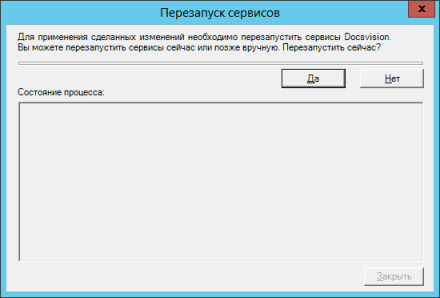 Перезапуск сервисов
x
Для применения сделанных изменений необходимо перезапустить сервисы Docsvision.
Вы можете перезапустить сервисы сейчас или позже вручную. Перезапустить сейчас?
Да
Нет
Состояние процесса:
Закрыть